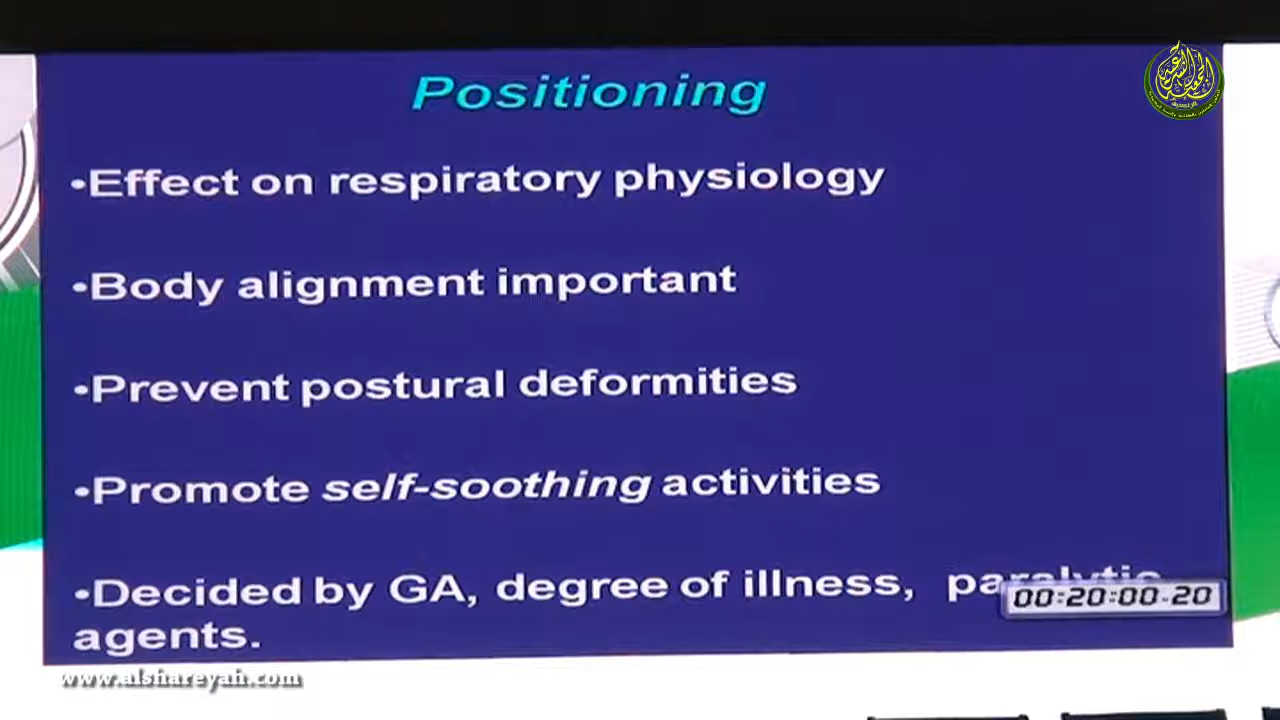 Positioning
•Effect on respiratory physiology
•Body alignment important
•Prevent postural deformities
•Promote self-soothing activities
•Decided by GA, degree of illness, paralytic
agents.
00:20:00-20
www.alshareyah.com